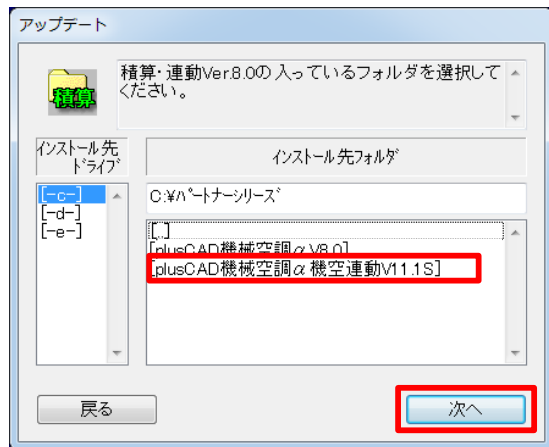 アップデート
積算
積算・連動Ver.8.0の入っているフォルダを選択して
ください。
インストール先
ドライブ
インストール先フォルダ
[-c-]
[-d-]
[-e-]
C:¥パートナーシリーズ
[..]
[plusCAD機械空調αV8.0]
[plusCAD機械空調α機空連動V11.1S]
戻る
次へ